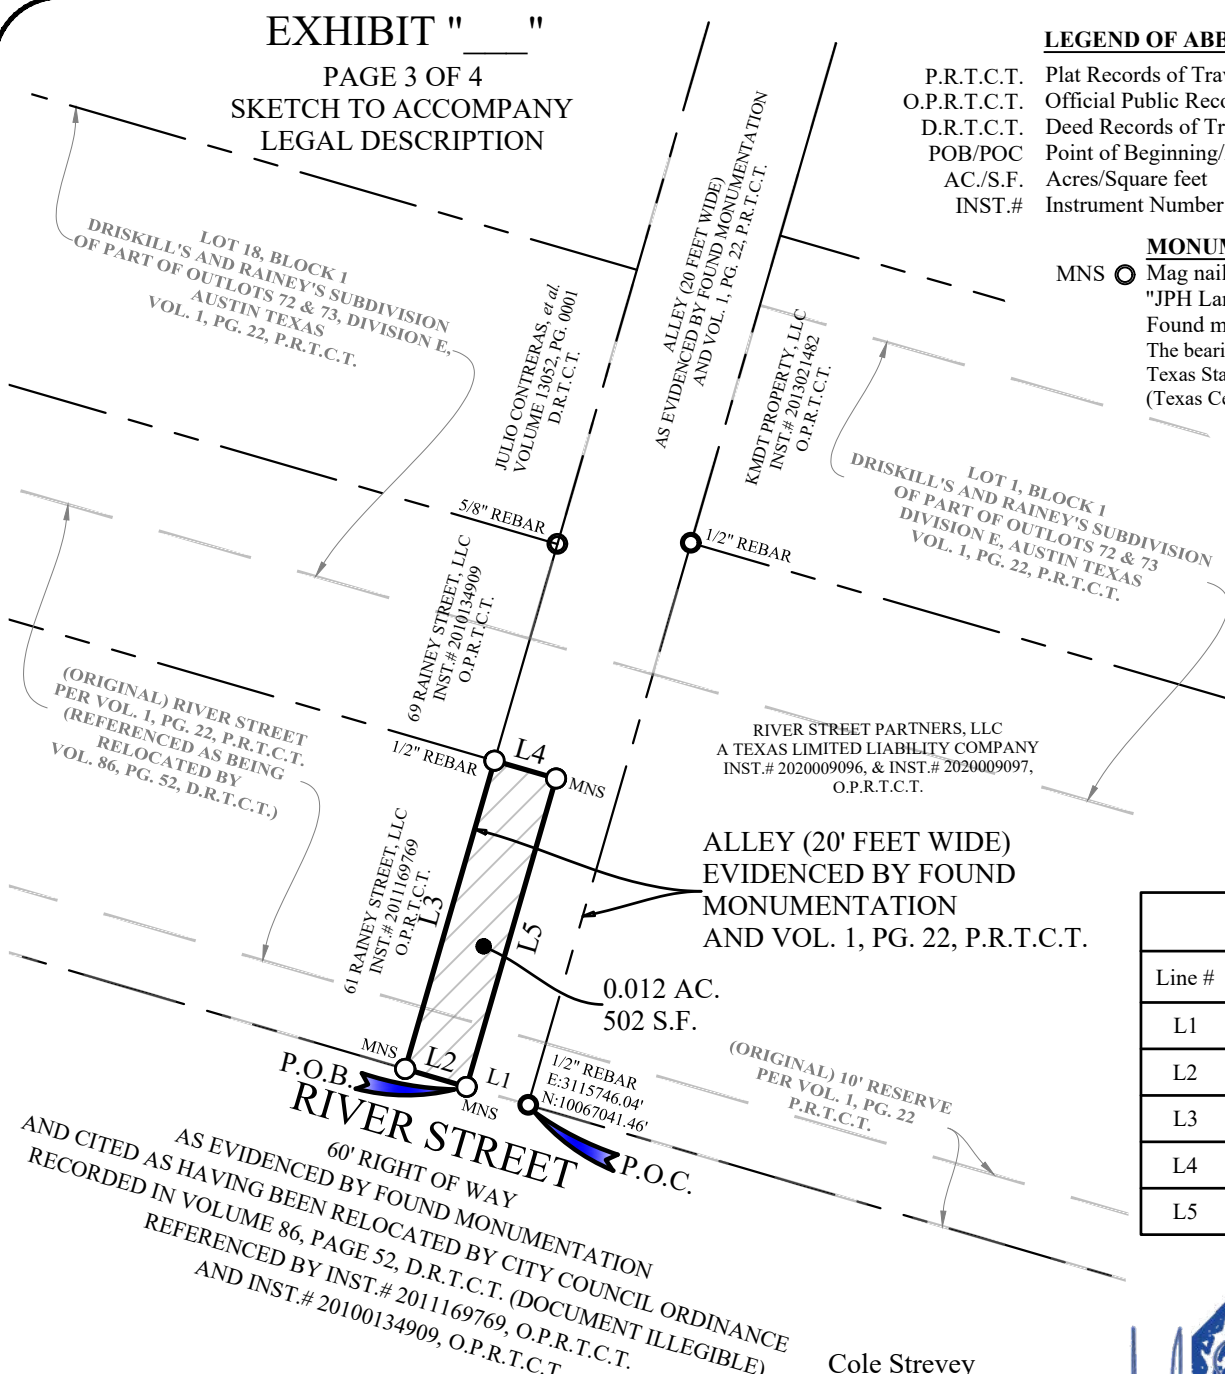 EXHIBIT "___"
PAGE 3 OF 4
SKETCH TO ACCOMPANY
LEGAL DESCRIPTION
LEGEND OF ABB
P.R.T.C.T. Plat Records of Trav
O.P.R.T.C.T. Official Public Reco
D.R.T.C.T. Deed Records of Tr
POB/POC Point of Beginning/
AC./S.F. Acres/Square feet
INST.# Instrument Number
MONUM
MNS Mag nail
"JPH Lan
Found m
The beari
Texas Sta
(Texas Ce
LOT 18, BLOCK 1
DRISKILL'S AND RAINEY'S SUBDIVISION
OF PART OF OUTLOTS 72 & 73, DIVISION E,
AUSTIN TEXAS
VOL. 1, PG. 22, P.R.T.C.T.
JULIO CONTRERAS, et al.
VOLUME 13052, PG. 0001
D.R.T.C.T.
ALLEY (20 FEET WIDE)
AS EVIDENCED BY FOUND MONUMENTATION
AND VOL. 1, PG. 22, P.R.T.C.T.
KMDT PROPERTY, LLC
INST.# 2013021482
O.P.R.T.C.T.
LOT 1, BLOCK 1
DRISKILL'S AND RAINEY'S SUBDIVISION
OF PART OF OUTLOTS 72 & 73
DIVISION E, AUSTIN TEXAS
VOL. 1, PG. 22, P.R.T.C.T.
5/8" REBAR
1/2" REBAR
69 RAINEY STREET, LLC
INST.# 2010134909
O.P.R.T.C.T.
(ORIGINAL) RIVER STREET
PER VOL. 1, PG. 22, P.R.T.C.T.
(REFERENCED AS BEING
RELOCATED BY
VOL. 86, PG. 52, D.R.T.C.T.)
1/2" REBAR
L4
MNS
RIVER STREET PARTNERS, LLC
A TEXAS LIMITED LIABILITY COMPANY
INST.# 2020009096, & INST.# 2020009097,
O.P.R.T.C.T.
61 RAINEY STREET, LLC
INST.# 2011169769
O.P.R.T.C.T.
L3
L5
ALLEY (20' FEET WIDE)
EVIDENCED BY FOUND
MONUMENTATION
AND VOL. 1, PG. 22, P.R.T.C.T.
0.012 AC.
502 S.F.
Line #
L1
L2
L3
L4
L5
MNS
L2
L1
P.O.B.
MNS
1/2" REBAR
E:3115746.04'
N:10067041.46'
P.O.C.
(ORIGINAL) 10' RESERVE
PER VOL. 1, PG. 22
P.R.T.C.T.
RIVER STREET
60' RIGHT OF WAY
AS EVIDENCED BY FOUND MONUMENTATION
AND CITED AS HAVING BEEN RELOCATED BY CITY COUNCIL ORDINANCE
RECORDED IN VOLUME 86, PAGE 52, D.R.T.C.T. (DOCUMENT ILLEGIBLE)
REFERENCED BY INST.# 2011169769, O.P.R.T.C.T.
AND INST.# 20100134909, O.P.R.T.C.T.
Cole Strevey